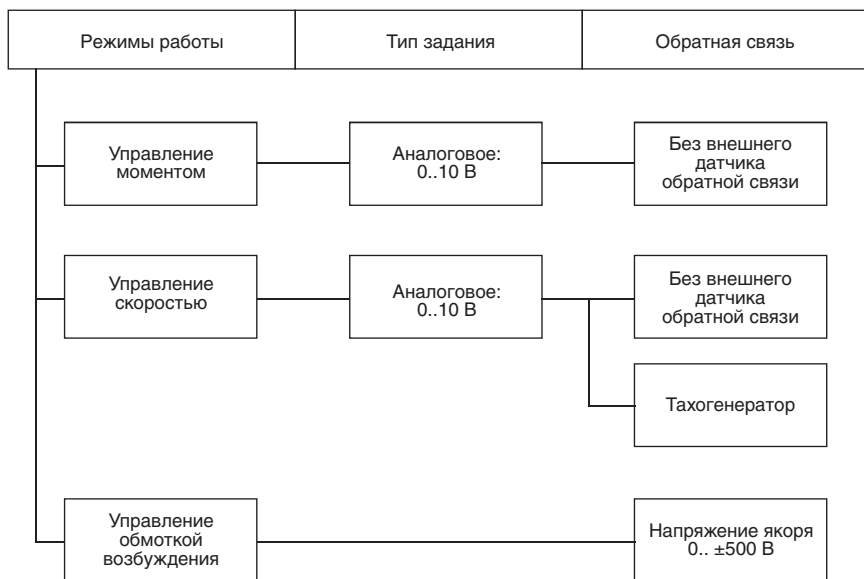 Режимы работы
Тип задания
Обратная связь
Управление
моментом
Аналоговое:
0..10 В
Без внешнего
датчика
обратной связи
Управление
скоростью
Аналоговое:
0..10 В
Без внешнего
датчика
обратной связи
Тахогенератор
Управление
обмоткой
возбуждения
Напряжение якоря
0.. ±500 В